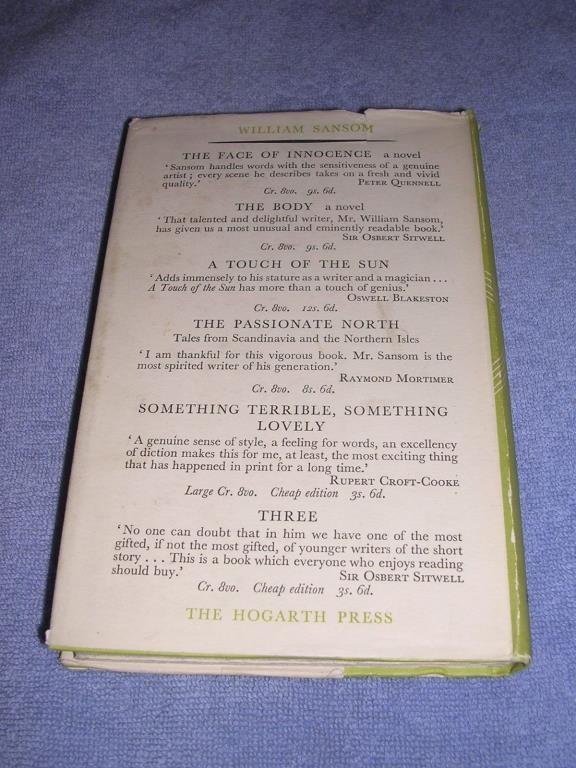 WILLIAM SANSOM
THE FACE OF INNOCENCE a novel
'Sansom handles words with the sensitiveness of a genuine
artist; every scene he describes takes on a fresh and vivid
quality.' PETER QUENNELL
Cr. 8vo. 9s. 6d.
THE BODY a novel
'That talented and delightful writer, Mr. William Sansom,
has given us a most unusual and eminently readable book.'
SIR OSBERT SITWELL
Cr. 8vo. 9s. 6d.
A TOUCH OF THE SUN
'Adds immensely to his stature as a writer and a magician . . .
A Touch of the Sun has more than a touch of genius.'
OSWELL BLAKESTON
Cr. 8vo. 12s. 6d.
THE PASSIONATE NORTH
Tales from Scandinavia and the Northern Isles
'I am thankful for this vigorous book. Mr. Sansom is the
most spirited writer of his generation.'
RAYMOND MORTIMER
Cr. 8vo. 8s. 6d.
SOMETHING TERRIBLE, SOMETHING
LOVELY
'A genuine sense of style, a feeling for words, an excellency
of diction makes this for me, at least, the most exciting thing
that has happened in print for a long time.'
RUPERT CROFT-COOKE
Large Cr. 8vo. Cheap edition 3s. 6d.
THREE
'No one can doubt that in him we have one of the most
gifted, if not the most gifted, of younger writers of the short
story . . . This is a book which everyone who enjoys reading
should buy.' SIR OSBERT SITWELL
Cr. 8vo. Cheap edition 3s. 6d.
THE HOGARTH PRESS